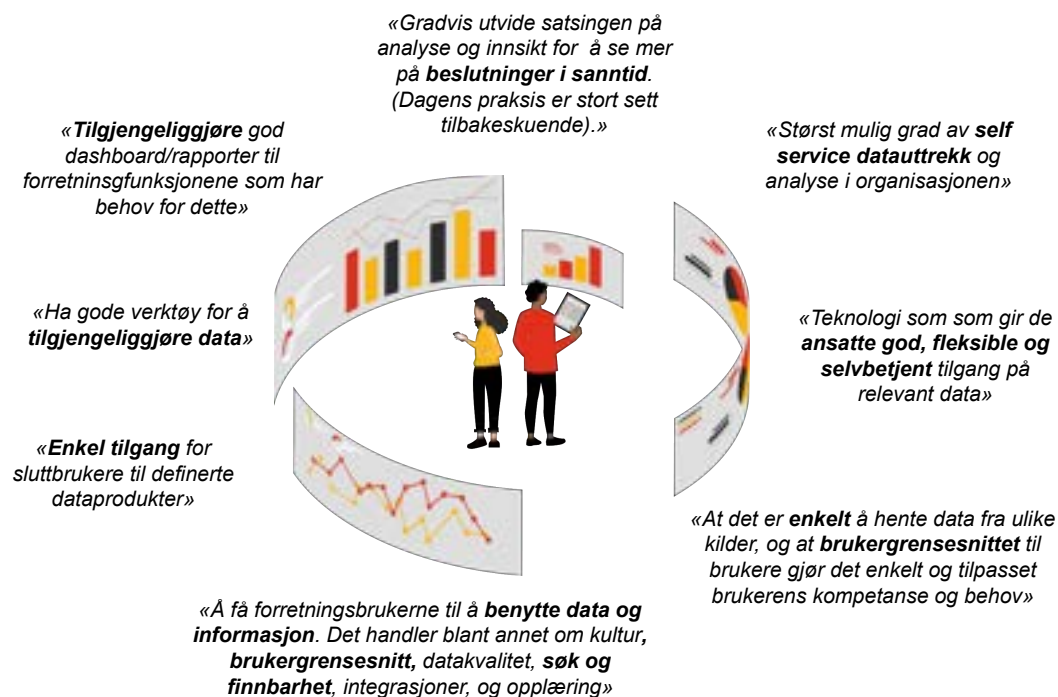 «Gradvis utvide satsingen på
analyse og innsikt for å se mer
på beslutninger i sanntid.
(Dagens praksis er stort sett
tilbakeskuende).»
«Tilgjengeliggjøre god
dashboard/rapporter til
forretninsgfunksjonene som har
behov for dette»
«Størst mulig grad av self
service datauttrekk og
analyse i organisasjonen»
«Ha gode verktøy for å
tilgjengeliggjøre data»
«Teknologi som som gir de
ansatte god, fleksible og
selvbetjent tilgang på
relevant data»
«Enkel tilgang for
sluttbrukere til definerte
dataprodukter»
«At det er enkelt å hente data fra ulike
kilder, og at brukergrensesnittet til
brukere gjør det enkelt og tilpasset
brukerens kompetanse og behov»
«Å få forretningsbrukerne til å benytte data og
informasjon. Det handler blant annet om kultur,
brukergrensesnitt, datakvalitet, søk og
finnbarhet, integrasjoner, og opplæring»